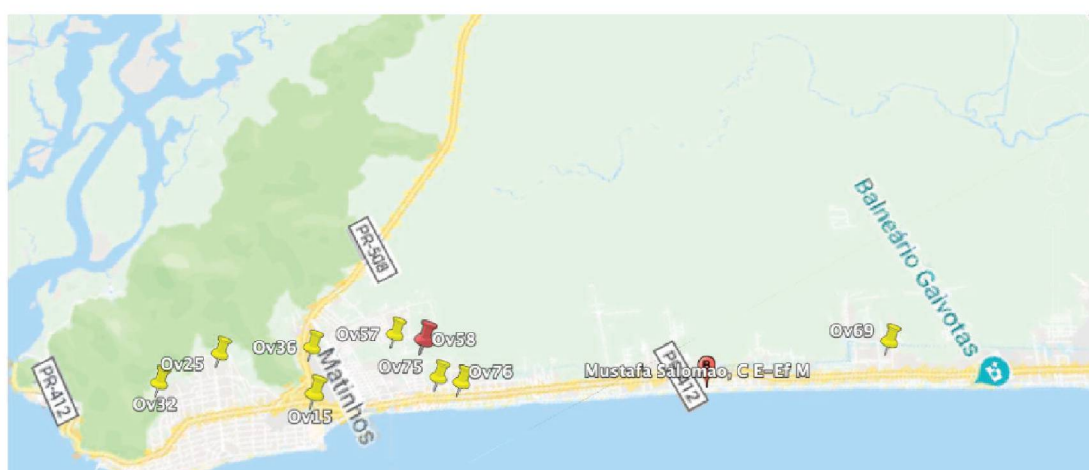 PR-508
Balneário Gaivotas
Ov57
Ov58
Ov69
Ov36
Ov25
Ov75
Ov76
Mustafa Salomao, C E-Ef M
PR-412
PR-412
Ov32
Ov15
Matinhos